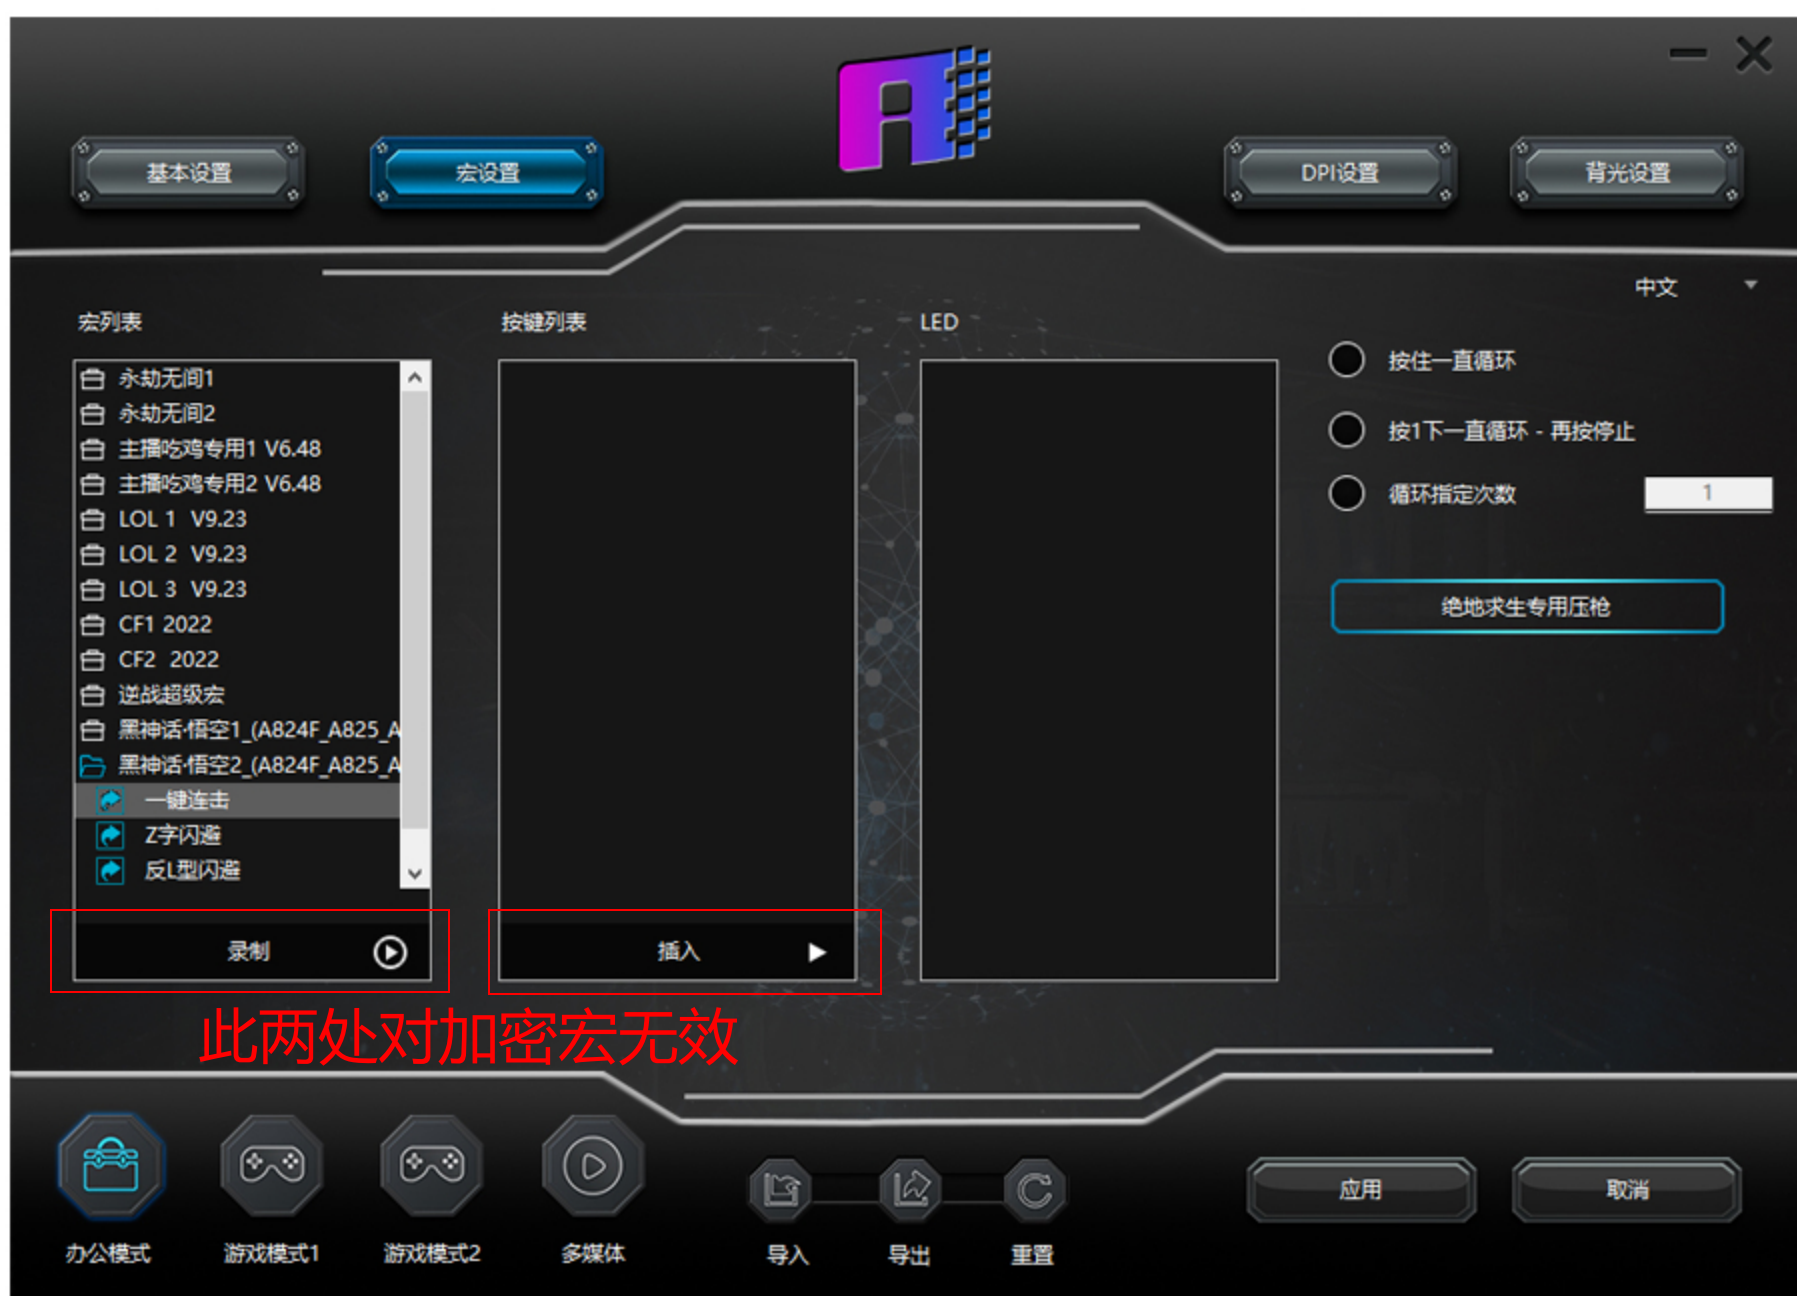 基本设置
宏设置
DPI设置
背光设置
中文
宏列表
按键列表
LED
永劫无间1
永劫无间2
主播吃鸡专用1 V6.48
主播吃鸡专用2 V6.48
LOL 1  V9.23
LOL 2  V9.23
LOL 3  V9.23
CF1 2022
CF2  2022
逆战超级宏
黑神话·悟空1_(A824F_A825_A
黑神话·悟空2_(A824F_A825_A
一键连击
Z字闪避
反L型闪避
录制
插入
按住一直循环
按1下一直循环 - 再按停止
循环指定次数
1
绝地求生专用压枪
此两处对加密宏无效
办公模式
游戏模式1
游戏模式2
多媒体
导入
导出
重置
应用
取消